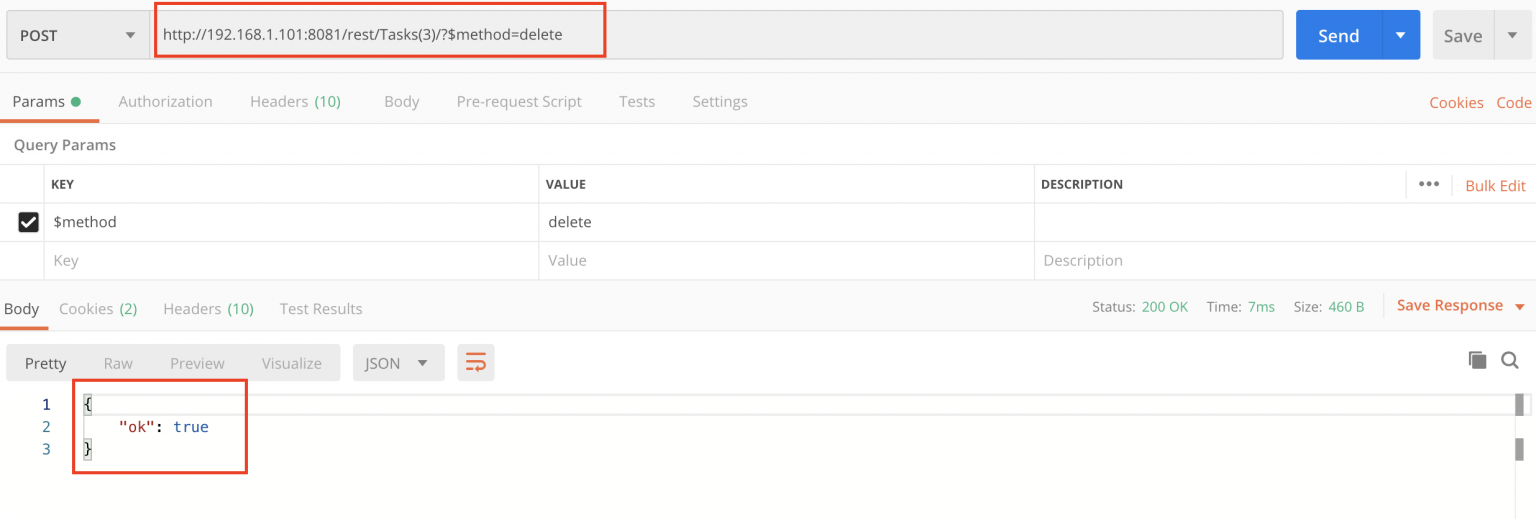 POST http://192.168.1.101:8081/rest/Tasks(3)/?$method=delete Send Save
Params Authorization Headers (10) Body Pre-request Script Tests Settings Cookies Code
Query Params
KEY VALUE DESCRIPTION ••• Bulk Edit
$method delete
Key Value Description
Body Cookies (2) Headers (10) Test Results Status: 200 OK Time: 7ms Size: 460 B Save Response
Pretty Raw Preview Visualize JSON
1 {
2 "ok": true
3 }